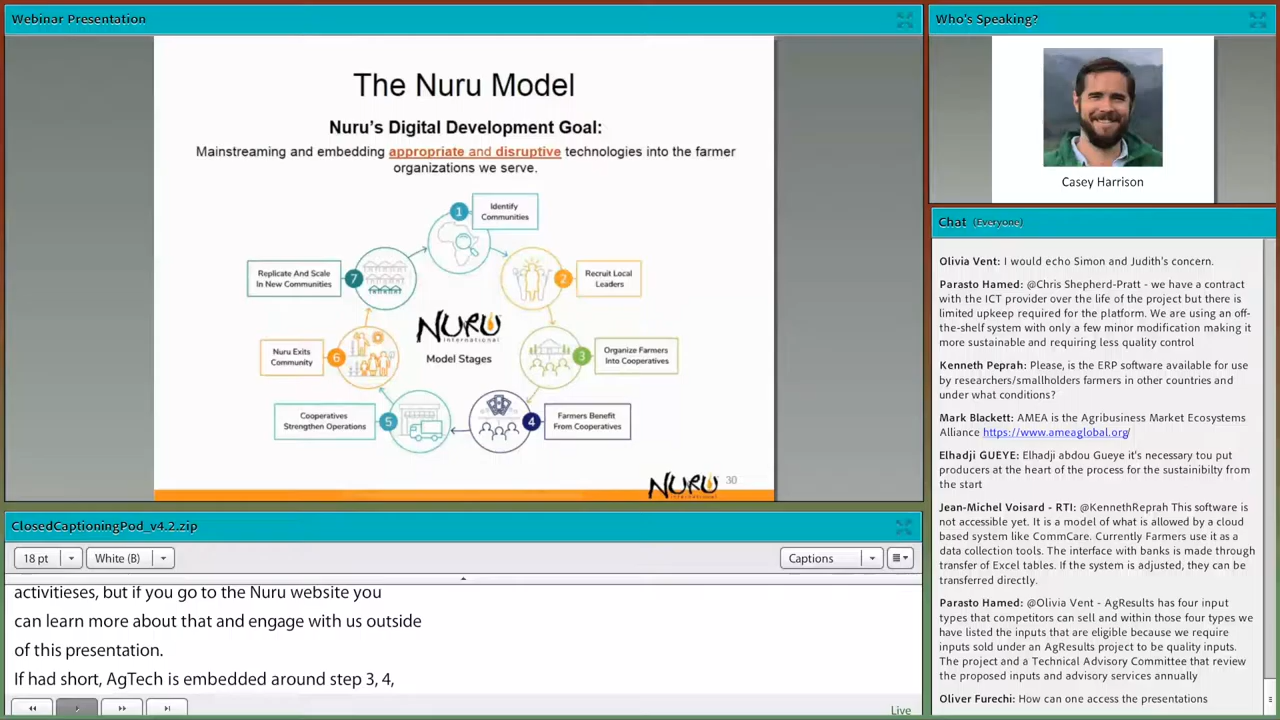 Webinar Presentation
The Nuru Model
Nuru's Digital Development Goal:
Mainstreaming and embedding appropriate and disruptive technologies into the farmer
organizations we serve.
1
Identify
Communities
2
Recruit Local
Leaders
3
Organize Farmers
Into Cooperatives
4
Farmers Benefit
From Cooperatives
5
Cooperatives
Strengthen Operations
6
Nuru Exits
Community
7
Replicate And Scale
In New Communities
NURU
International
Model Stages
NURU
International
30
ClosedCaptioningPod_v4.2.zip
18 pt
White (B)
Captions
activitieses, but if you go to the Nuru website you
can learn more about that and engage with us outside
of this presentation.
If had short, AgTech is embedded around step 3, 4,
Live
Who's Speaking?
Casey Harrison
Chat (Everyone)
Olivia Vent: I would echo Simon and Judith's concern.
Parasto Hamed: @Chris Shepherd-Pratt - we have a contract
with the ICT provider over the life of the project but there is
limited upkeep required for the platform. We are using an off-
the-shelf system with only a few minor modification making it
more sustainable and requiring less quality control
Kenneth Peprah: Please, is the ERP software available for use
by researchers/smallholders farmers in other countries and
under what conditions?
Mark Blackett: AMEA is the Agribusiness Market Ecosystems
Alliance https://www.ameaglobal.org/
Elhadji GUEYE: Elhadji abdou Gueye it's necessary tou put
producers at the heart of the process for the sustainibilty from
the start
Jean-Michel Voisard - RTI: @KennethReprah This software is
not accessible yet. It is a model of what is allowed by a cloud
based system like CommCare. Currently Farmers use it as a
data collection tools. The interface with banks is made through
transfer of Excel tables. If the system is adjusted, they can be
transferred directly.
Parasto Hamed: @Olivia Vent - AgResults has four input
types that competitors can sell and within those four types we
have listed the inputs that are eligible because we require
inputs sold under an AgResults project to be quality inputs.
The project and a Technical Advisory Committee that review
the proposed inputs and advisory services annually
Oliver Furechi: How can one access the presentations